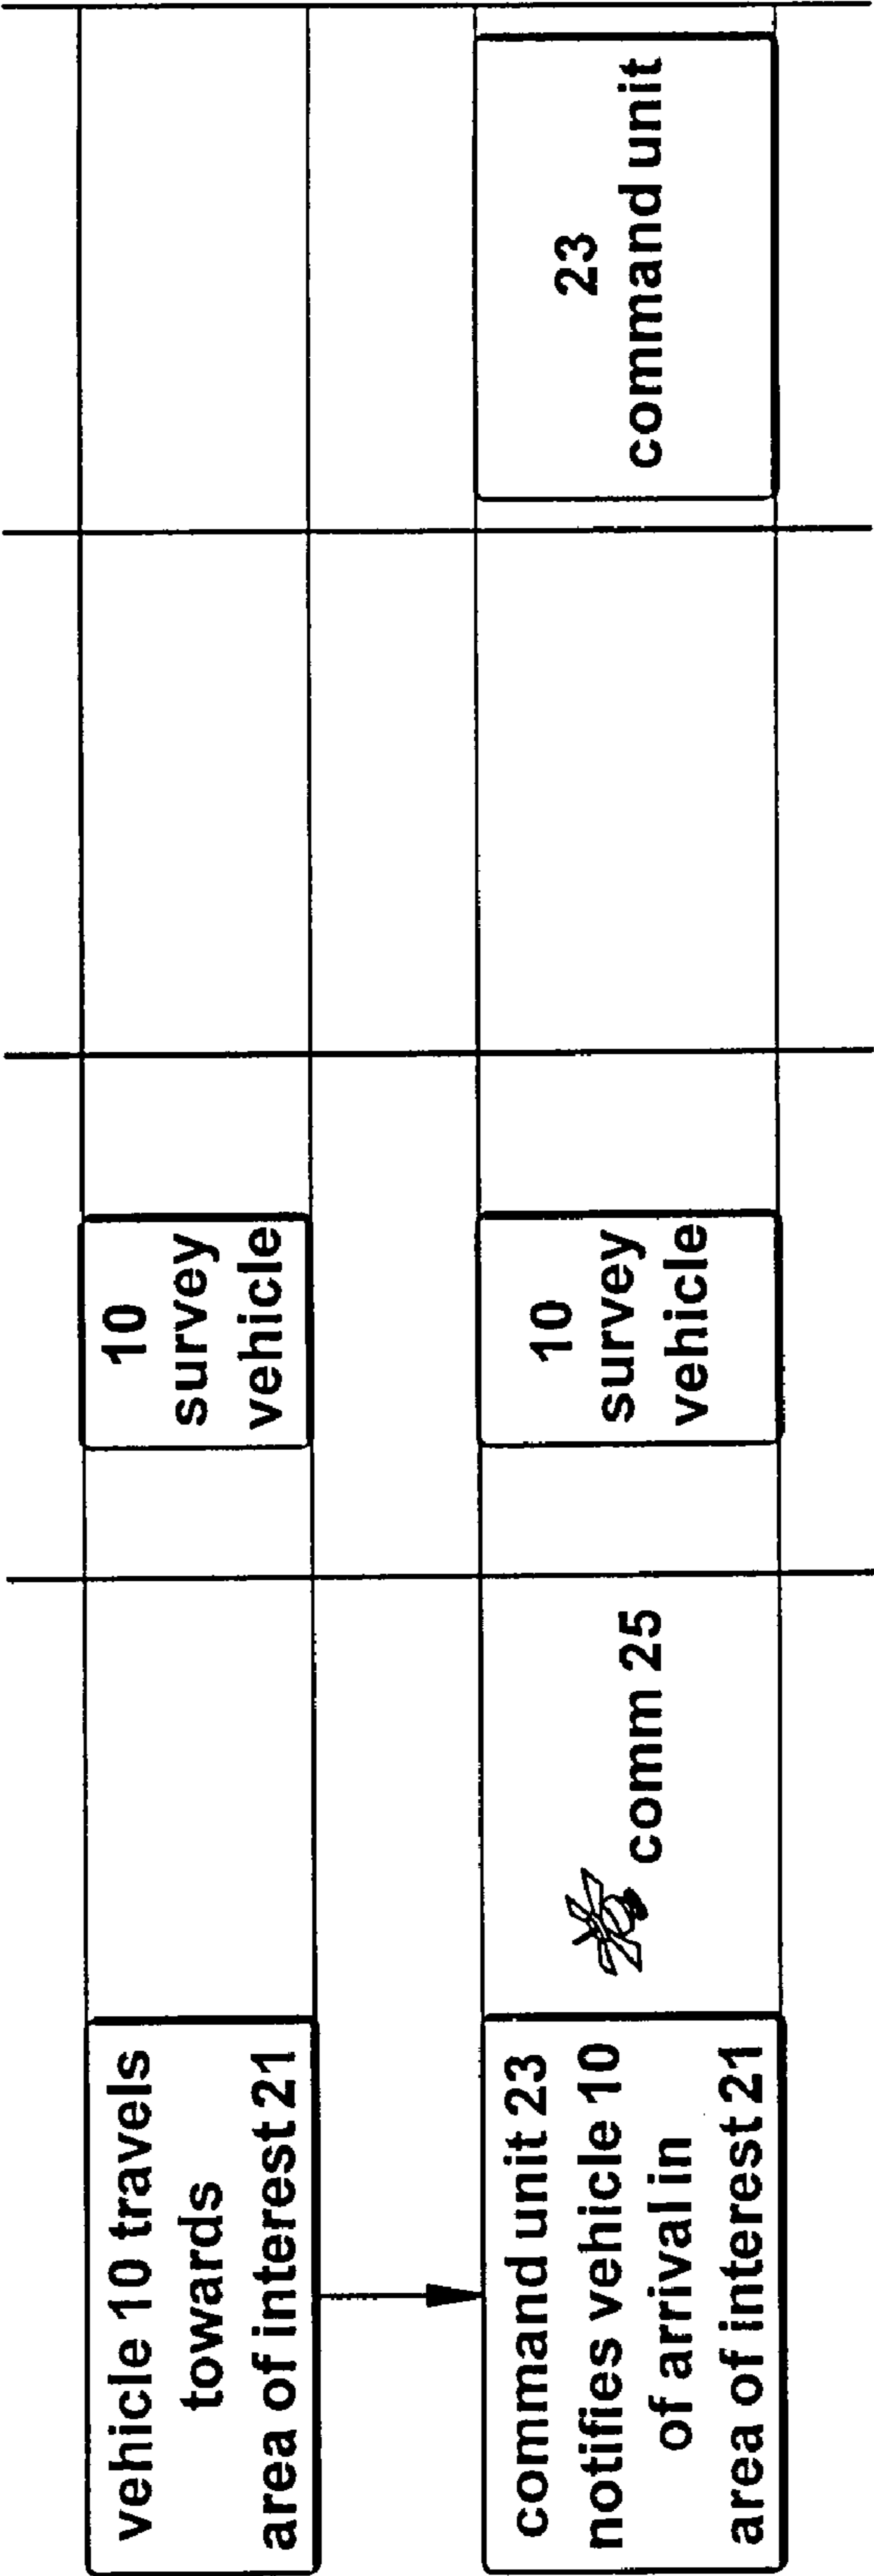 vehicle 10 travels
towards
area of interest 21
10
survey
vehicle
command unit 23
notifies vehicle 10
of arrival in
area of interest 21
comm 25
10
survey
vehicle
23
command unit